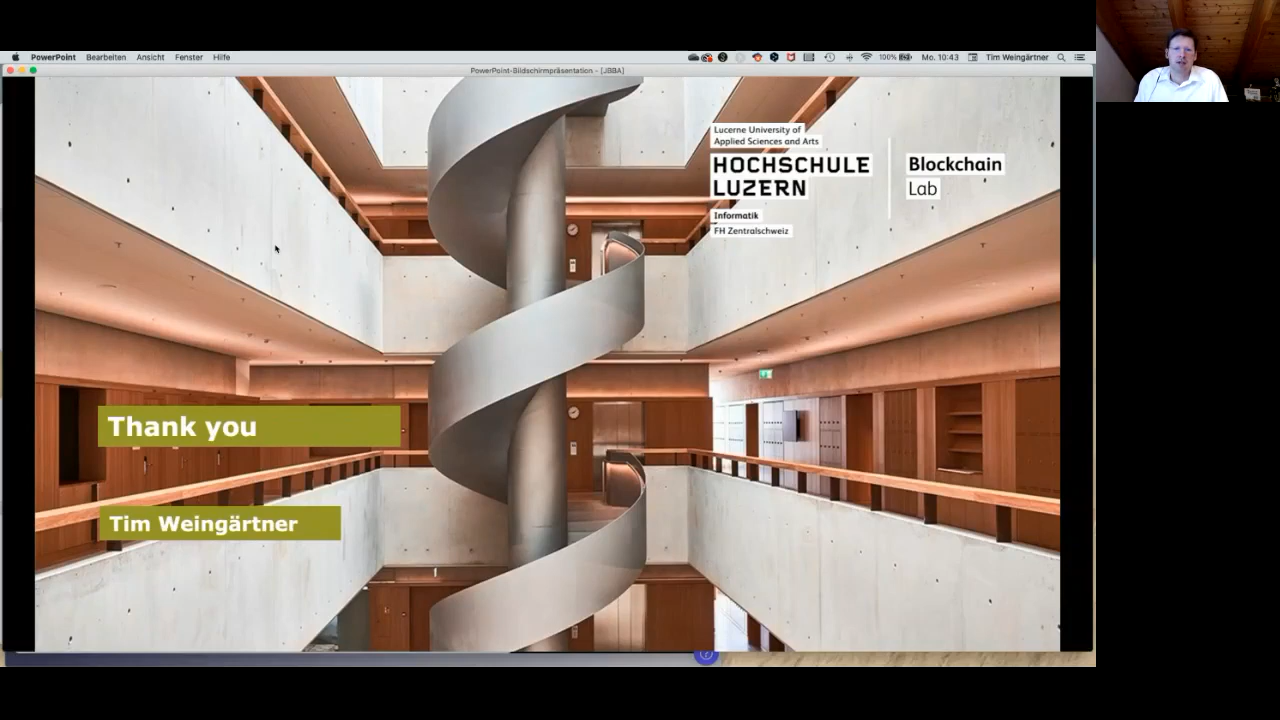 PowerPoint Bearbeiten Ansicht Fenster Hilfe
100% Mo. 10:43 Tim Weingärtner
PowerPoint-Bildschirmpräsentation - [JBBA]
Lucerne University of
Applied Sciences and Arts
HOCHSCHULE
LUZERN
Informatik
FH Zentralschweiz
Blockchain
Lab
Thank you
Tim Weingärtner